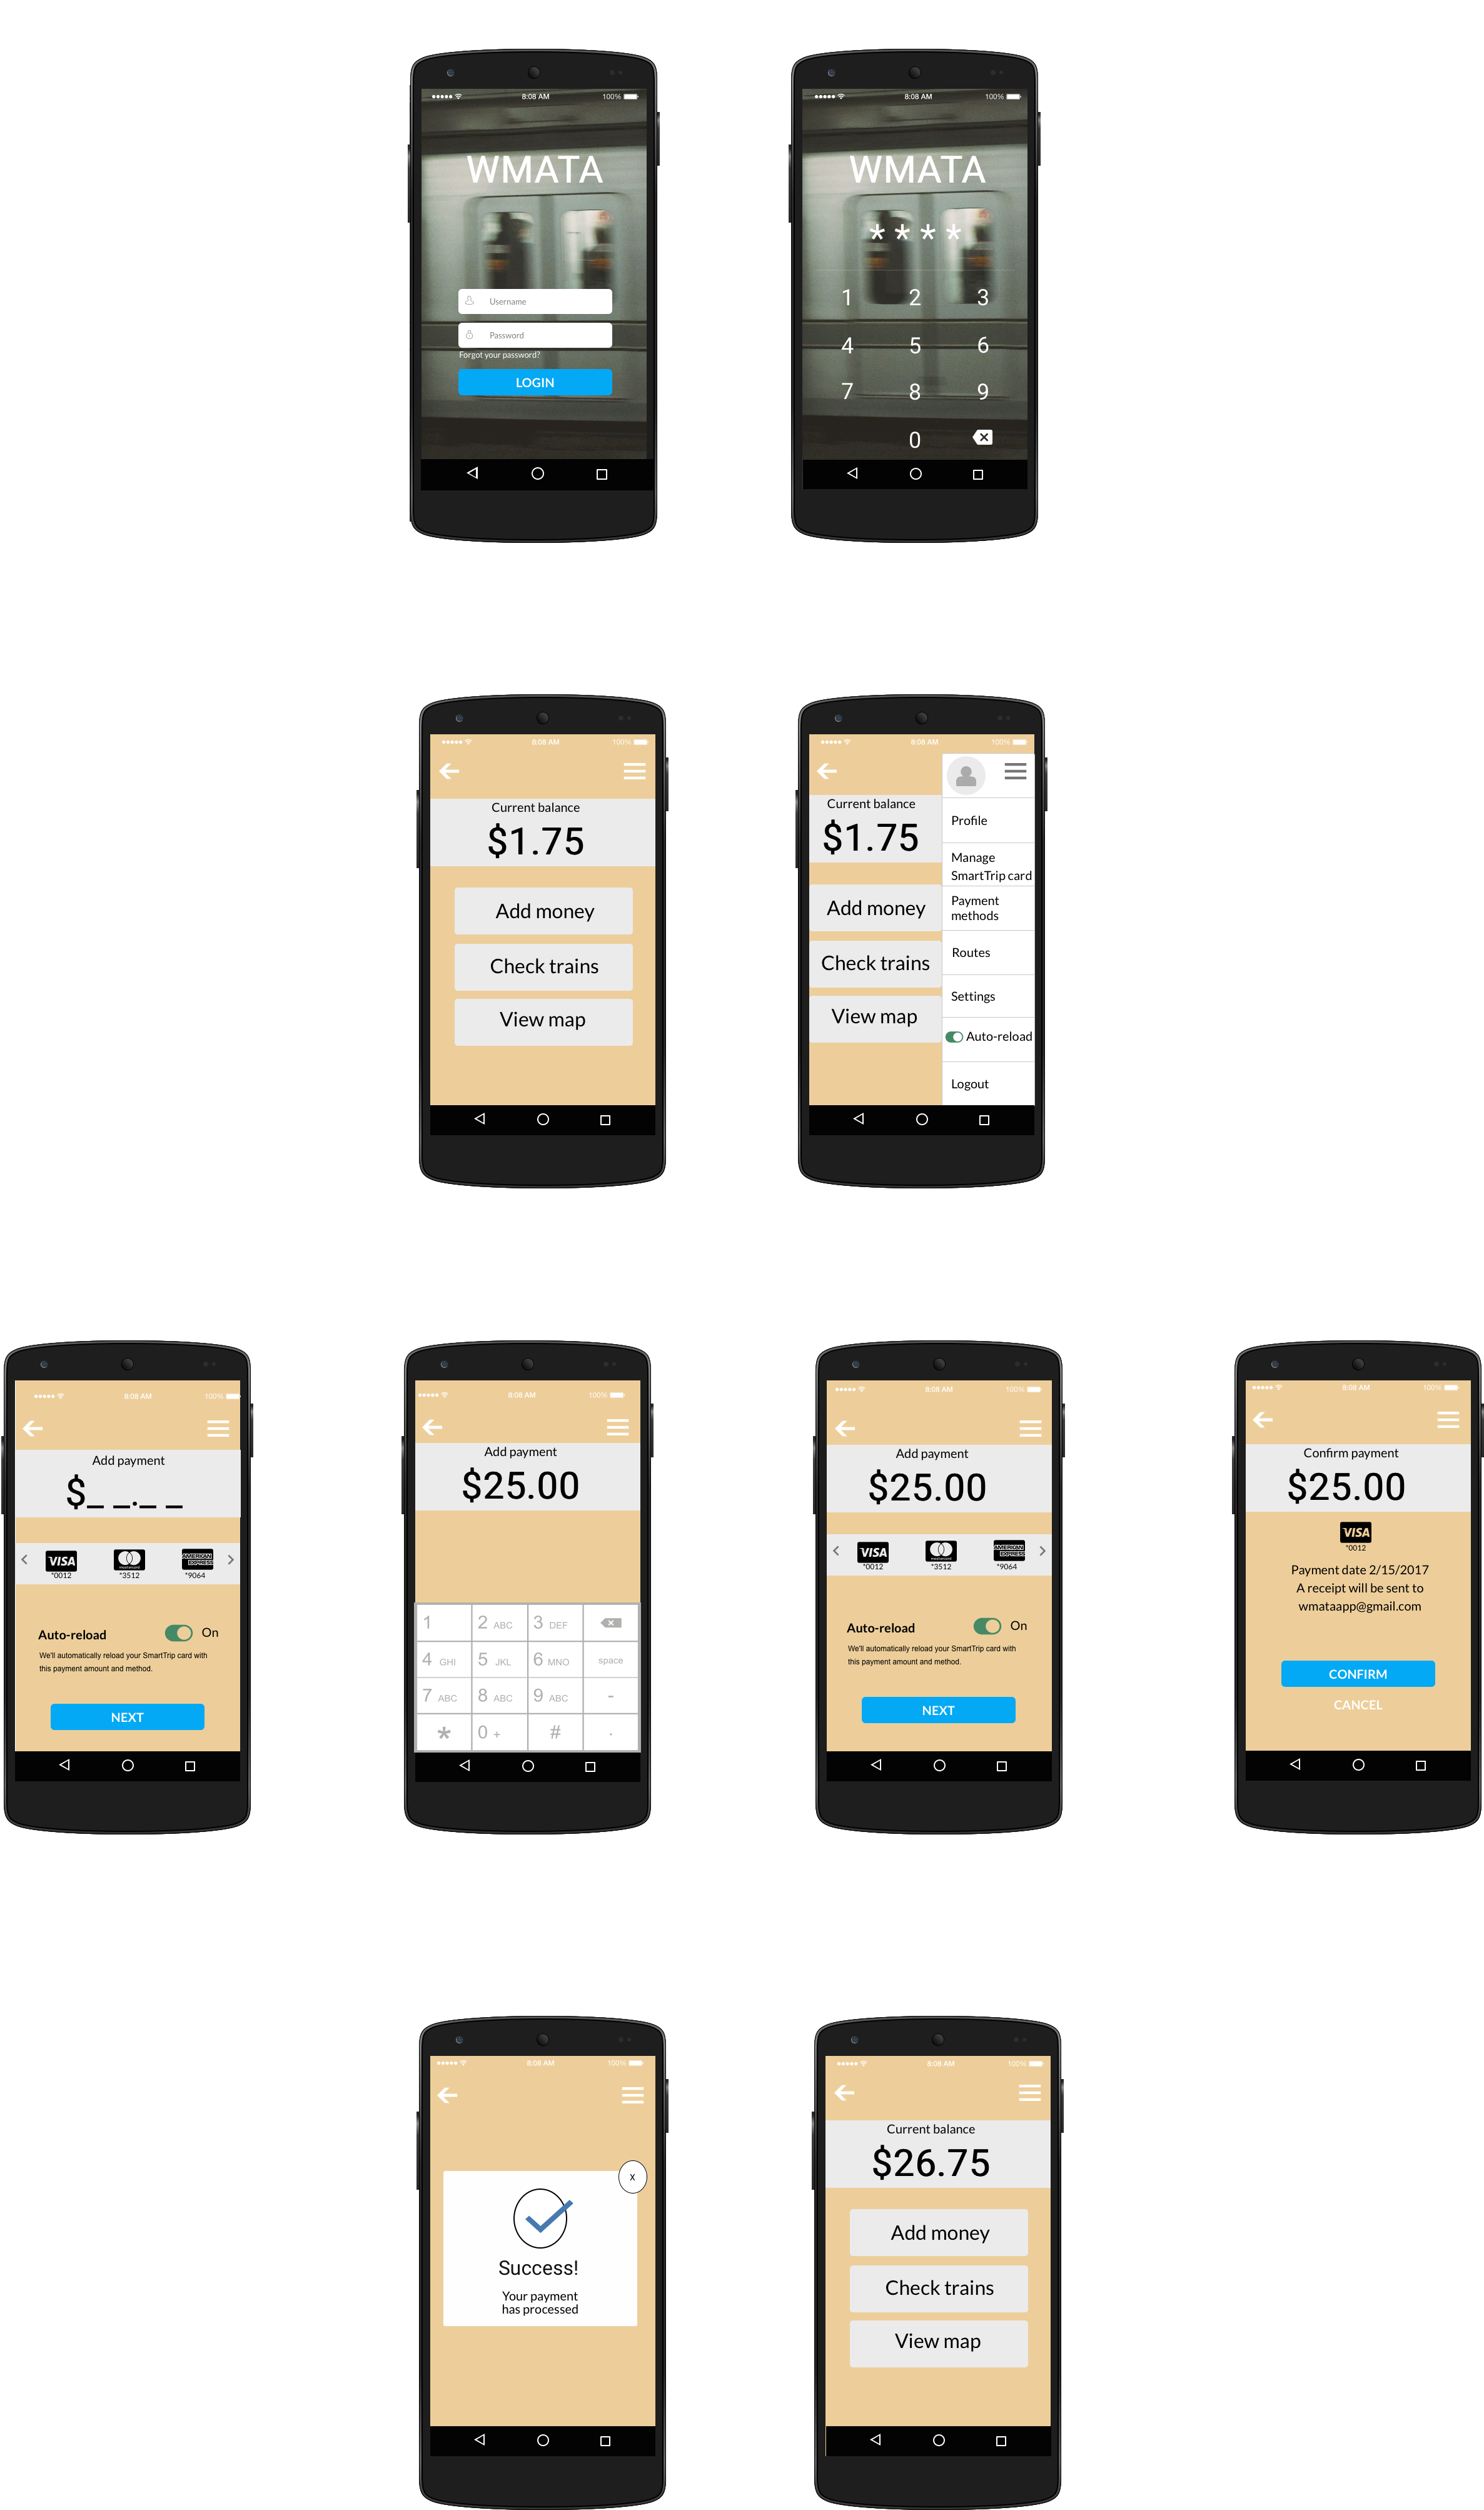 8:08 AM 100%
WMATA
Username
Password
Forgot your password?
LOGIN
8:08 AM 100%
WMATA
* * * *
1 2 3
4 5 6
7 8 9
0
8:08 AM 100%
Current balance
$1.75
Add money
Check trains
View map
8:08 AM 100%
Current balance
$1.75
Add money
Check trains
View map
Profile
Manage
SmartTrip card
Payment
methods
Routes
Settings
Auto-reload
Logout
8:08 AM 100%
Add payment
$_ _._ _
VISA mastercard AMERICAN EXPRESS
*0012 *3512 *9064
Auto-reload On
We'll automatically reload your SmartTrip card with
this payment amount and method.
NEXT
8:08 AM 100%
Add payment
$25.00
1 2 ABC 3 DEF
4 GHI 5 JKL 6 MNO space
7 ABC 8 ABC 9 ABC -
* 0 + # .
8:08 AM 100%
Add payment
$25.00
VISA mastercard AMERICAN EXPRESS
*0012 *3512 *9064
Auto-reload On
We'll automatically reload your SmartTrip card with
this payment amount and method.
NEXT
8:08 AM 100%
Confirm payment
$25.00
VISA
*0012
Payment date 2/15/2017
A receipt will be sent to
wmataapp@gmail.com
CONFIRM
CANCEL
8:08 AM 100%
x
Success!
Your payment
has processed
8:08 AM 100%
Current balance
$26.75
Add money
Check trains
View map